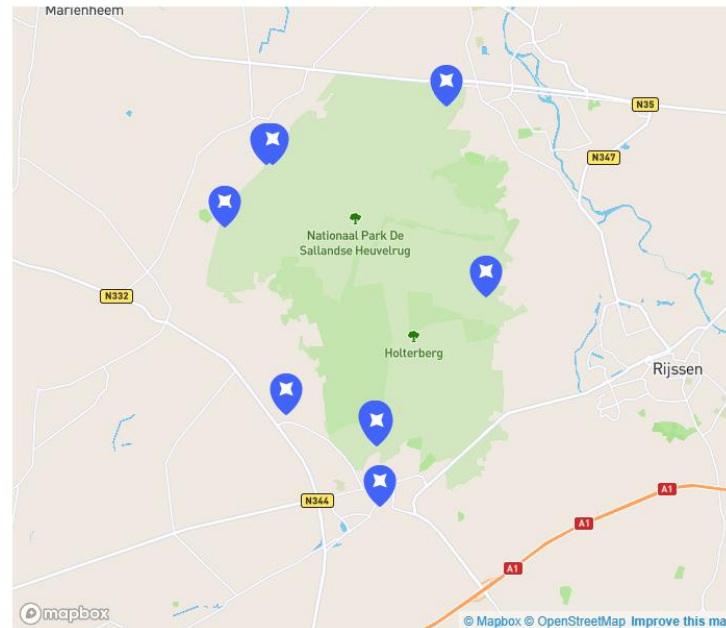 Mariënheem
N35
N347
Nationaal Park De
Sallandse Heuvelrug
N332
Holterberg
Rijssen
N344
A1
A1
A1
mapbox
© Mapbox © OpenStreetMap Improve this ma